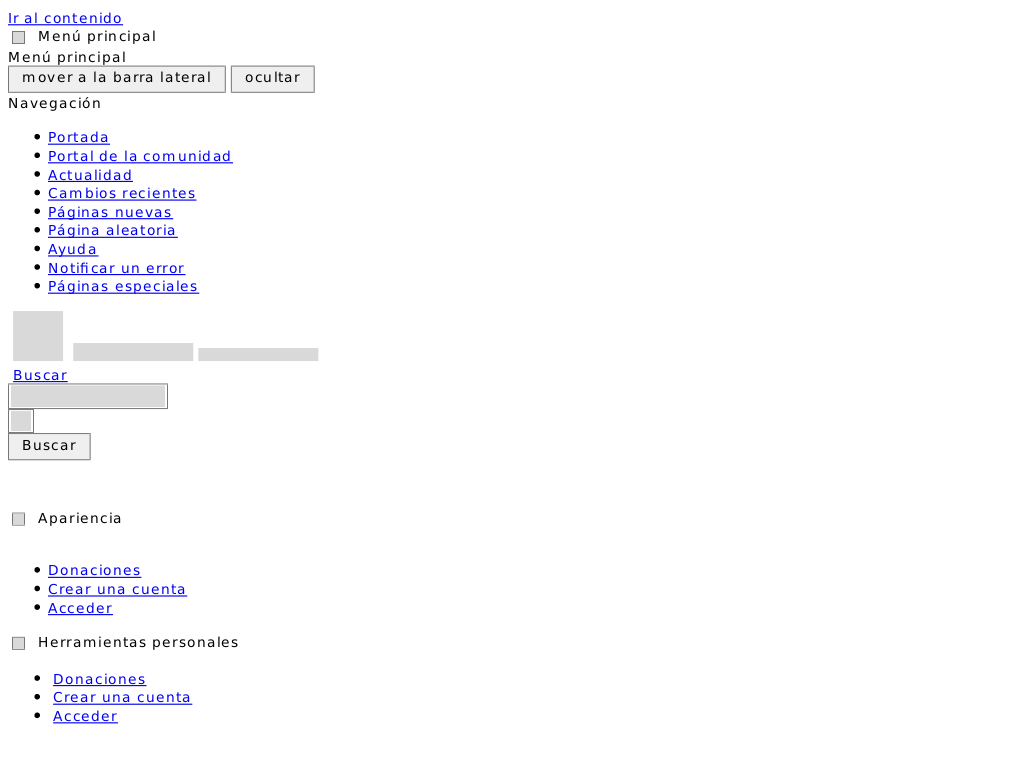 Ir al contenido
Menú principal
Menú principal
mover a la barra lateral ocultar
Navegación
Portada
Portal de la comunidad
Actualidad
Cambios recientes
Páginas nuevas
Página aleatoria
Ayuda
Notificar un error
Páginas especiales
Buscar
Buscar
Apariencia
Donaciones
Crear una cuenta
Acceder
Herramientas personales
Donaciones
Crear una cuenta
Acceder